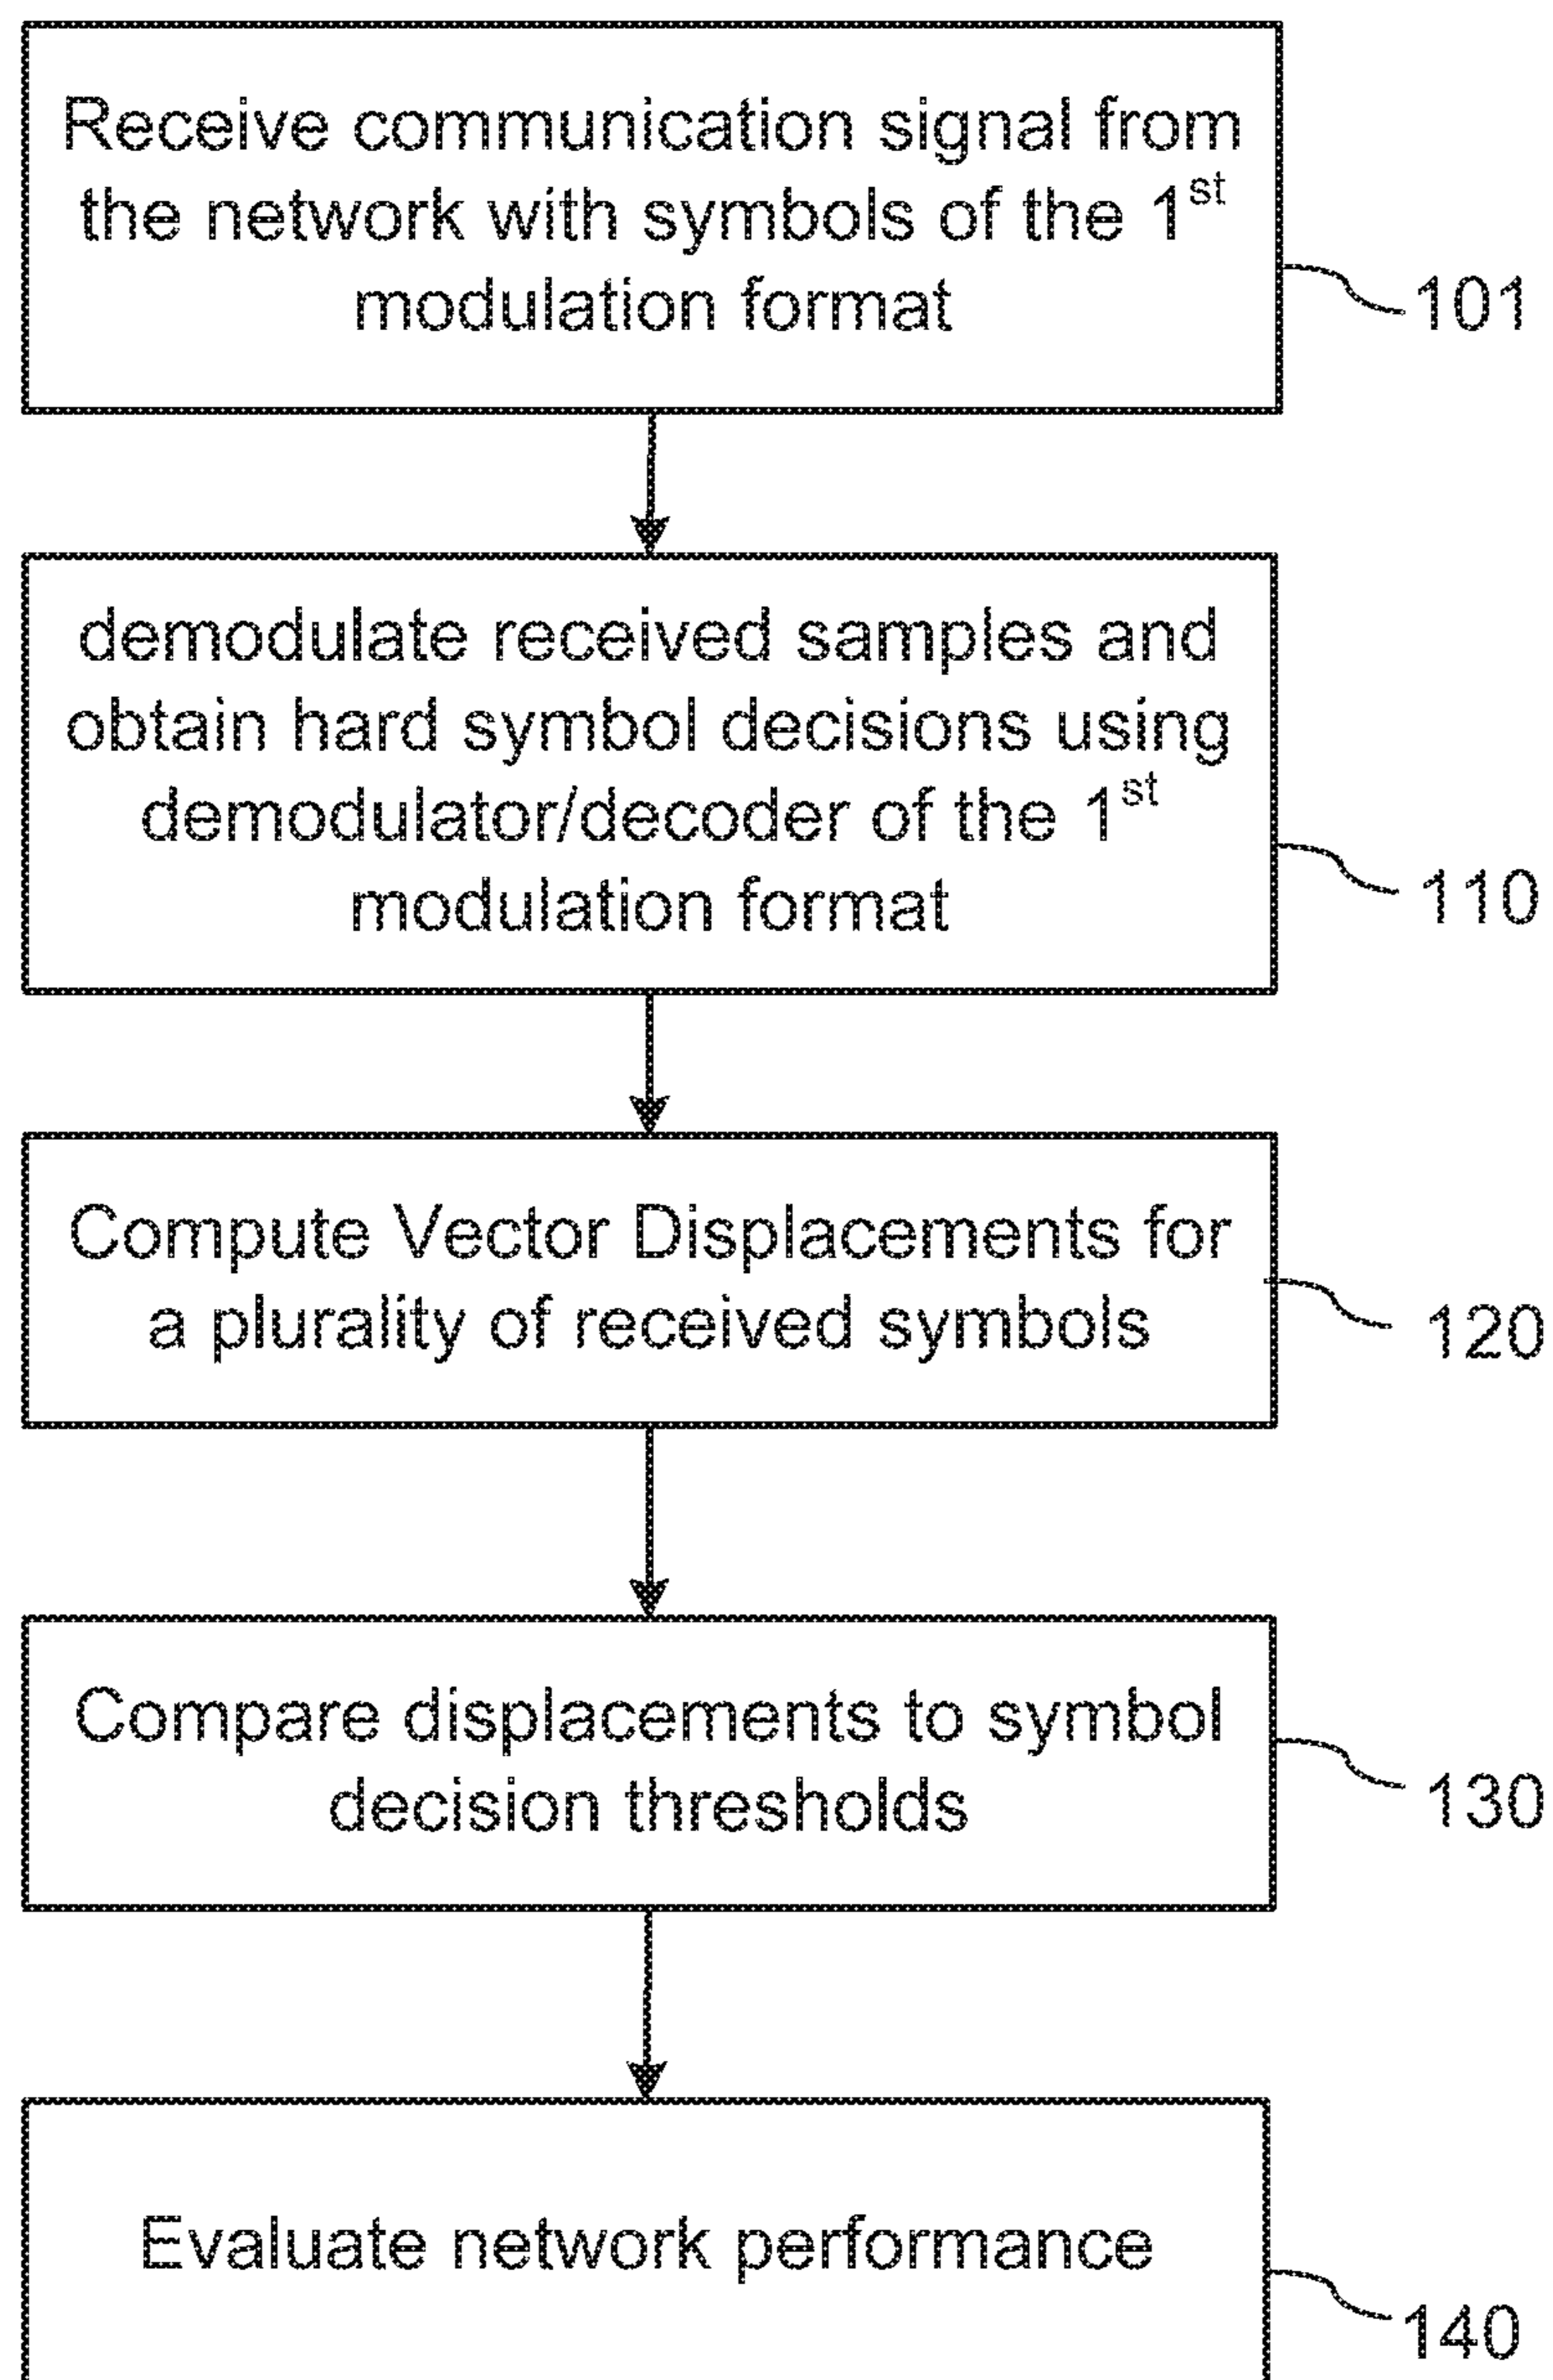 Receive communication signal from
the network with symbols of the 1st
modulation format
101
demodulate received samples and
obtain hard symbol decisions using
demodulator/decoder of the 1st
modulation format
110
Compute Vector Displacements for
a plurality of received symbols
120
Compare displacements to symbol
decision thresholds
130
Evaluate network performance
140